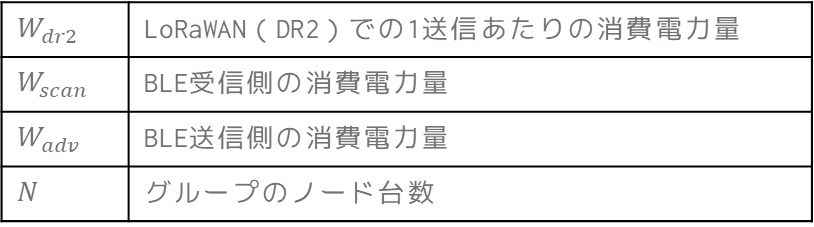 W_dr2 LoRaWAN（DR2）での1送信あたりの消費電力量
W_scan BLE受信側の消費電力量
W_adv BLE送信側の消費電力量
N グループのノード台数